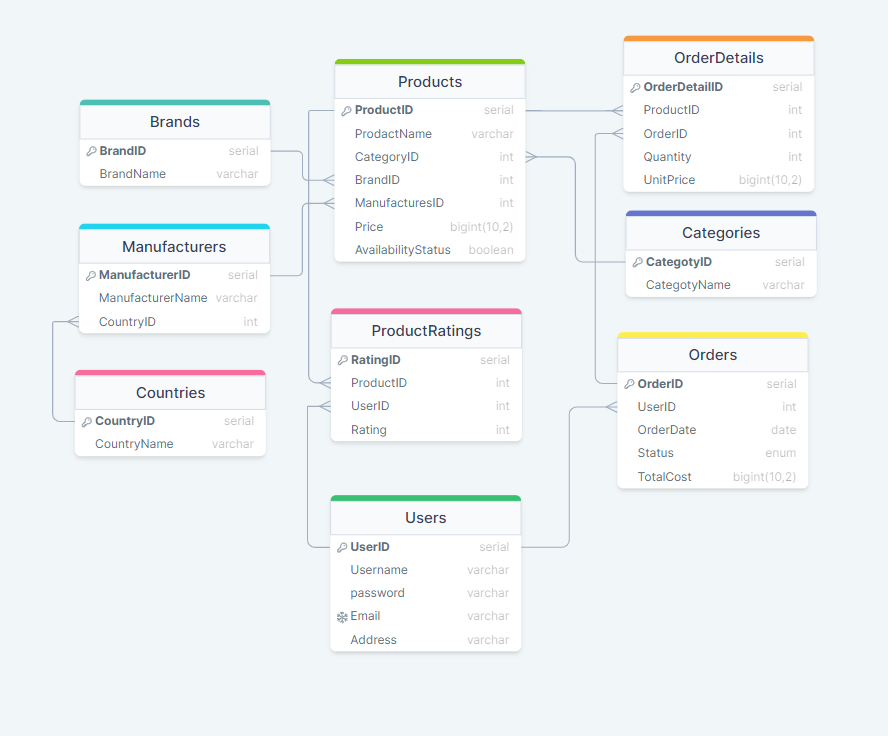 Brands
BrandID serial
BrandName varchar
Manufacturers
ManufacturerID serial
ManufacturerName varchar
CountryID int
Countries
CountryID serial
CountryName varchar
Products
ProductID serial
ProdactName varchar
CategoryID int
BrandID int
ManufacturesID int
Price bigint(10,2)
AvailabilityStatus boolean
ProductRatings
RatingID serial
ProductID int
UserID int
Rating int
Users
UserID serial
Username varchar
password varchar
Email varchar
Address varchar
OrderDetails
OrderDetailID serial
ProductID int
OrderID int
Quantity int
UnitPrice bigint(10,2)
Categories
CategotyID serial
CategotyName varchar
Orders
OrderID serial
UserID int
OrderDate date
Status enum
TotalCost bigint(10,2)